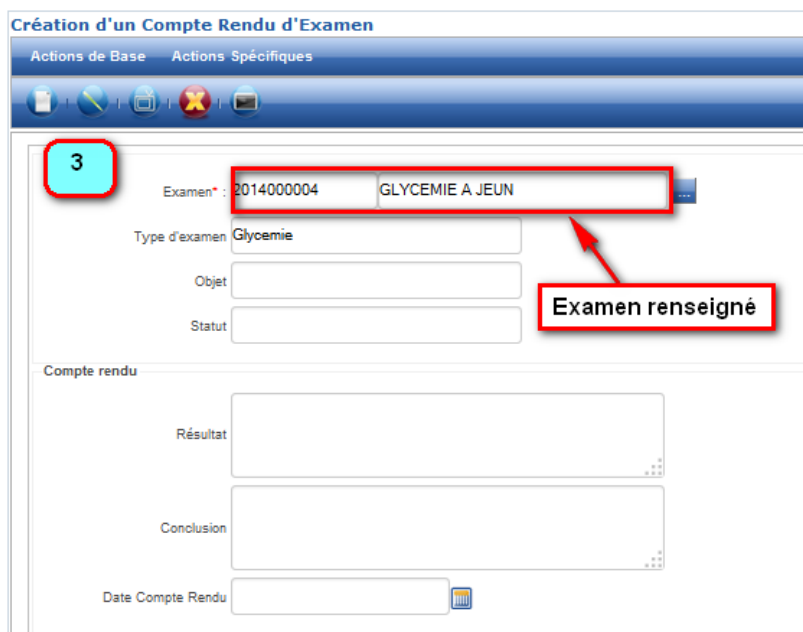 Création d'un Compte Rendu d'Examen
Actions de Base Actions Spécifiques
3
Examen* : 2014000004 GLYCEMIE A JEUN ...
Type d'examen Glycemie
Objet
Examen renseigné
Statut
Compte rendu
Résultat
Conclusion
Date Compte Rendu